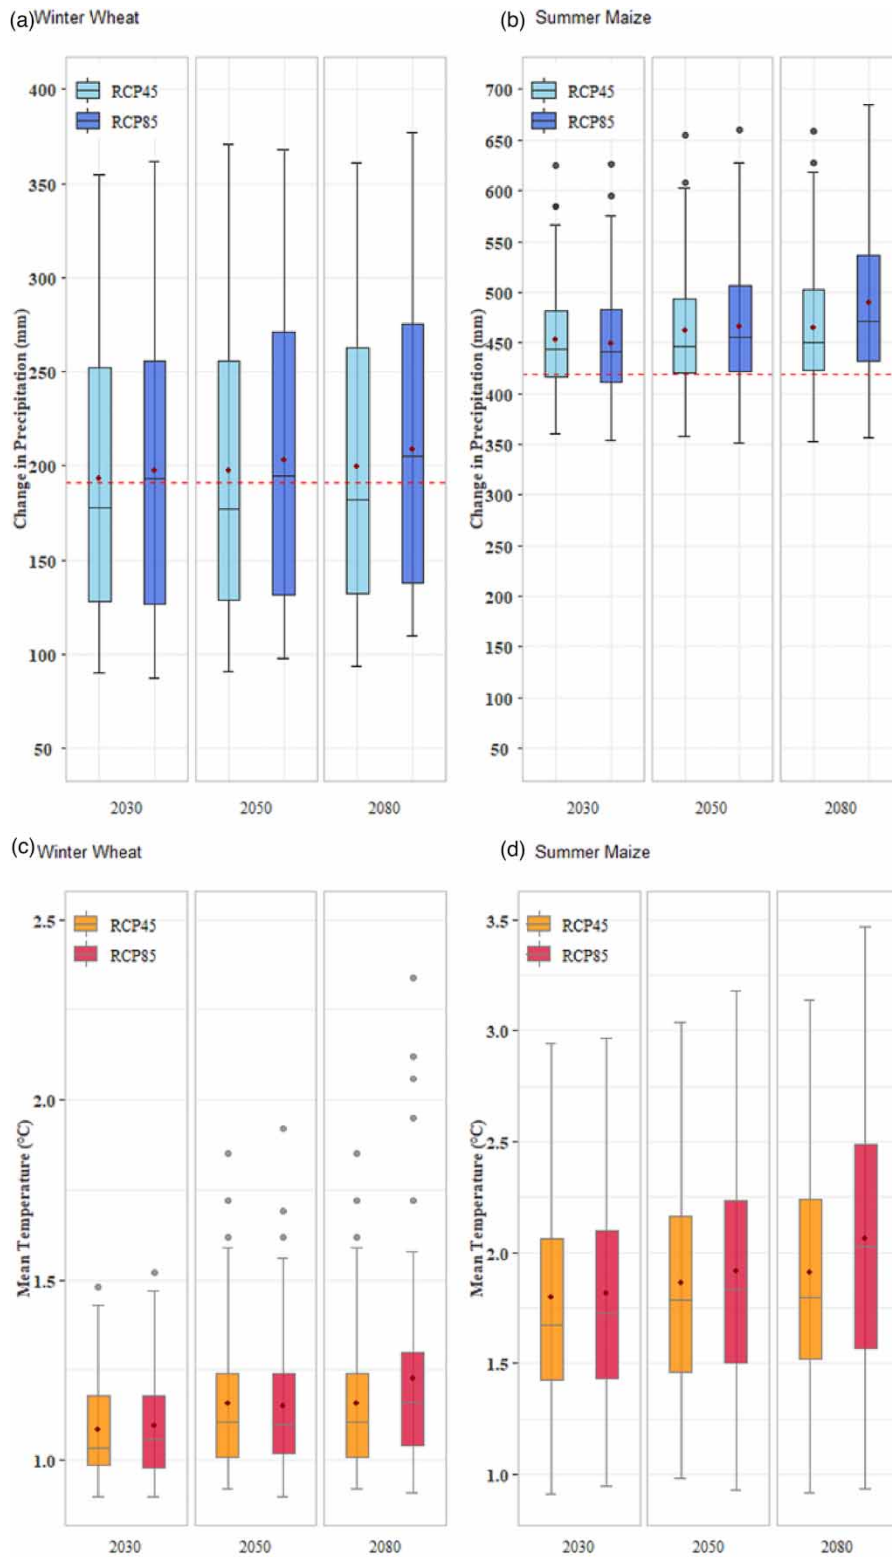 (a) Winter Wheat
RCP45
RCP85
Change in Precipitation (mm)
400
350
300
250
200
150
100
50
2030 2050 2080
(b) Summer Maize
RCP45
RCP85
Change in Precipitation (mm)
700
650
600
550
500
450
400
350
300
250
200
150
100
50
2030 2050 2080
(c) Winter Wheat
RCP45
RCP85
Mean Temperature (°C)
2.5
2.0
1.5
1.0
2030 2050 2080
(d) Summer Maize
RCP45
RCP85
Mean Temperature (°C)
3.5
3.0
2.5
2.0
1.5
1.0
2030 2050 2080